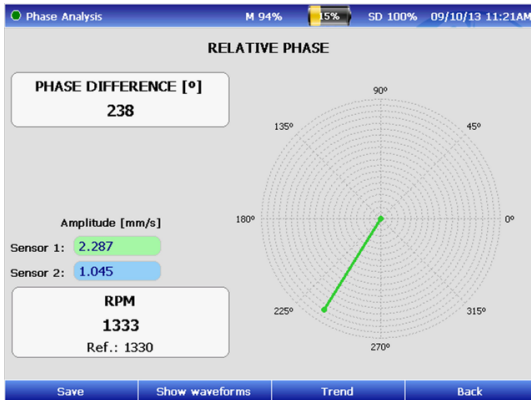 Phase Analysis M 94% 15% SD 100% 09/10/13 11:21AM
RELATIVE PHASE
PHASE DIFFERENCE [º]
238
90º
135º
45º
180º
0º
225º
315º
270º
Amplitude [mm/s]
Sensor 1: 2.287
Sensor 2: 1.045
RPM
1333
Ref.: 1330
Save Show waveforms Trend Back